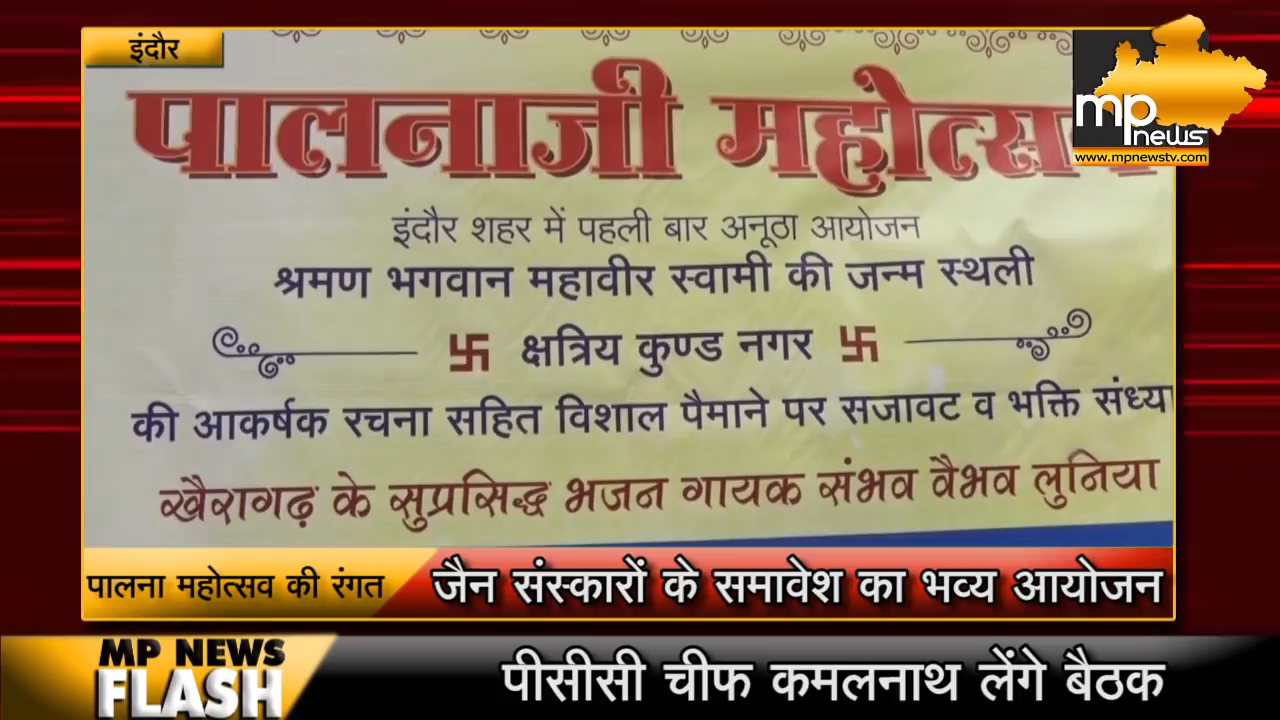 इंदौर
mp
news
www.mpnewstv.com
पालनाजी महोत्स
इंदौर शहर में पहली बार अनूठा आयोजन
श्रमण भगवान महावीर स्वामी की जन्म स्थली
卐 क्षत्रिय कुण्ड नगर 卐
की आकर्षक रचना सहित विशाल पैमाने पर सजावट व भक्ति संध्या
खैरागढ़ के सुप्रसिद्ध भजन गायक संभव वैभव लुनिया
पालना महोत्सव की रंगत
जैन संस्कारों के समावेश का भव्य आयोजन
MP NEWS
FLASH
पीसीसी चीफ कमलनाथ लेंगे बैठक